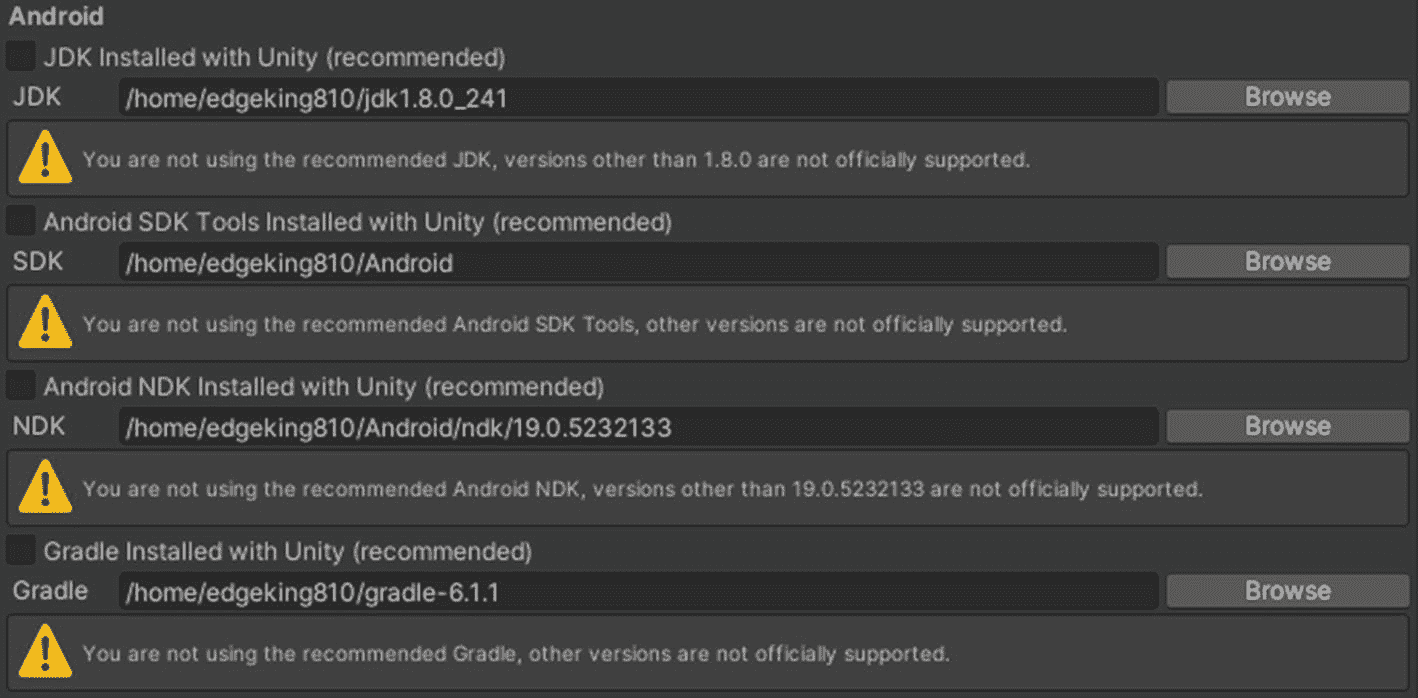 Android
JDK Installed with Unity (recommended)
JDK /home/edgeking810/jdk1.8.0_241 Browse
You are not using the recommended JDK, versions other than 1.8.0 are not officially supported.
Android SDK Tools Installed with Unity (recommended)
SDK /home/edgeking810/Android Browse
You are not using the recommended Android SDK Tools, other versions are not officially supported.
Android NDK Installed with Unity (recommended)
NDK /home/edgeking810/Android/ndk/19.0.5232133 Browse
You are not using the recommended Android NDK, versions other than 19.0.5232133 are not officially supported.
Gradle Installed with Unity (recommended)
Gradle /home/edgeking810/gradle-6.1.1 Browse
You are not using the recommended Gradle, other versions are not officially supported.